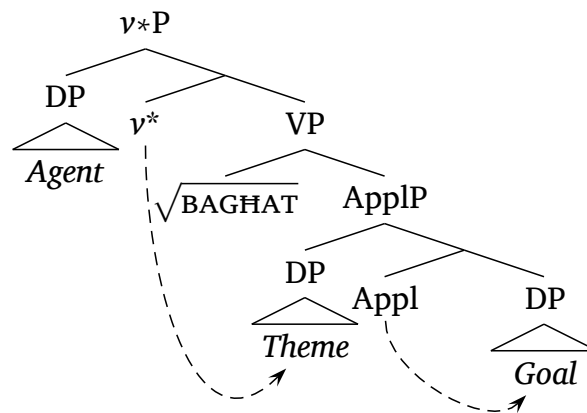 v*P
DP
v*
VP
Agent
√BAGĦAT
ApplP
DP
Appl
DP
Theme
Goal